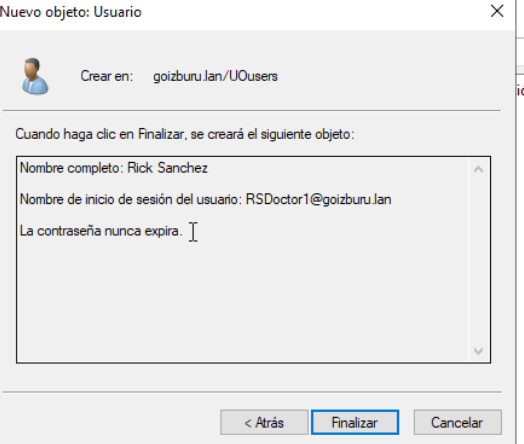 Nuevo objeto: Usuario
Crear en: goizburu.lan/UOusers
Cuando haga clic en Finalizar, se creará el siguiente objeto:
Nombre completo: Rick Sanchez
Nombre de inicio de sesión del usuario: RSDoctor1@goizburu.lan
La contraseña nunca expira.
< Atrás Finalizar Cancelar